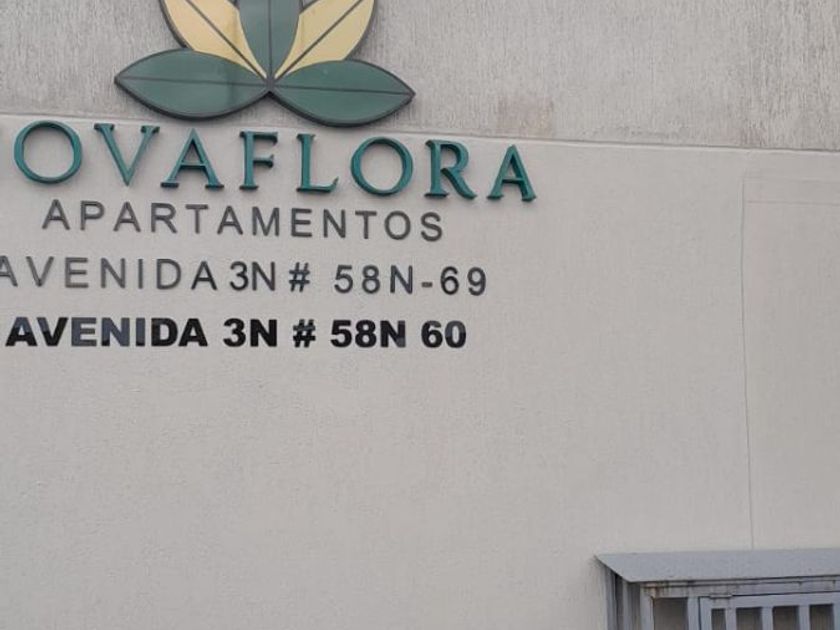 OVAFLORA
APARTAMENTOS
AVENIDA 3N # 58N-69
AVENIDA 3N # 58N 60